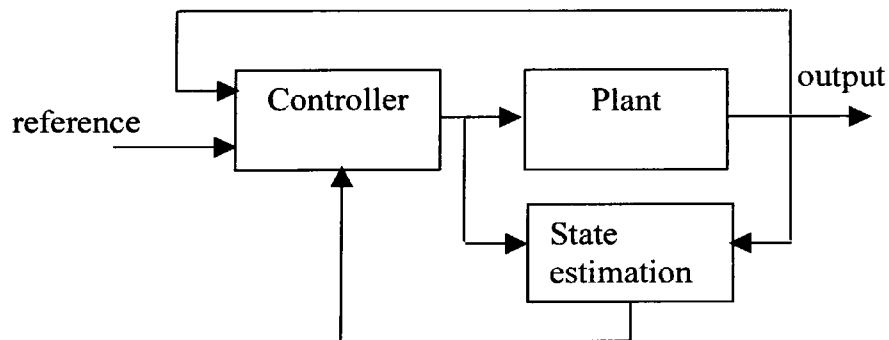 output
Controller
Plant
reference
State
estimation